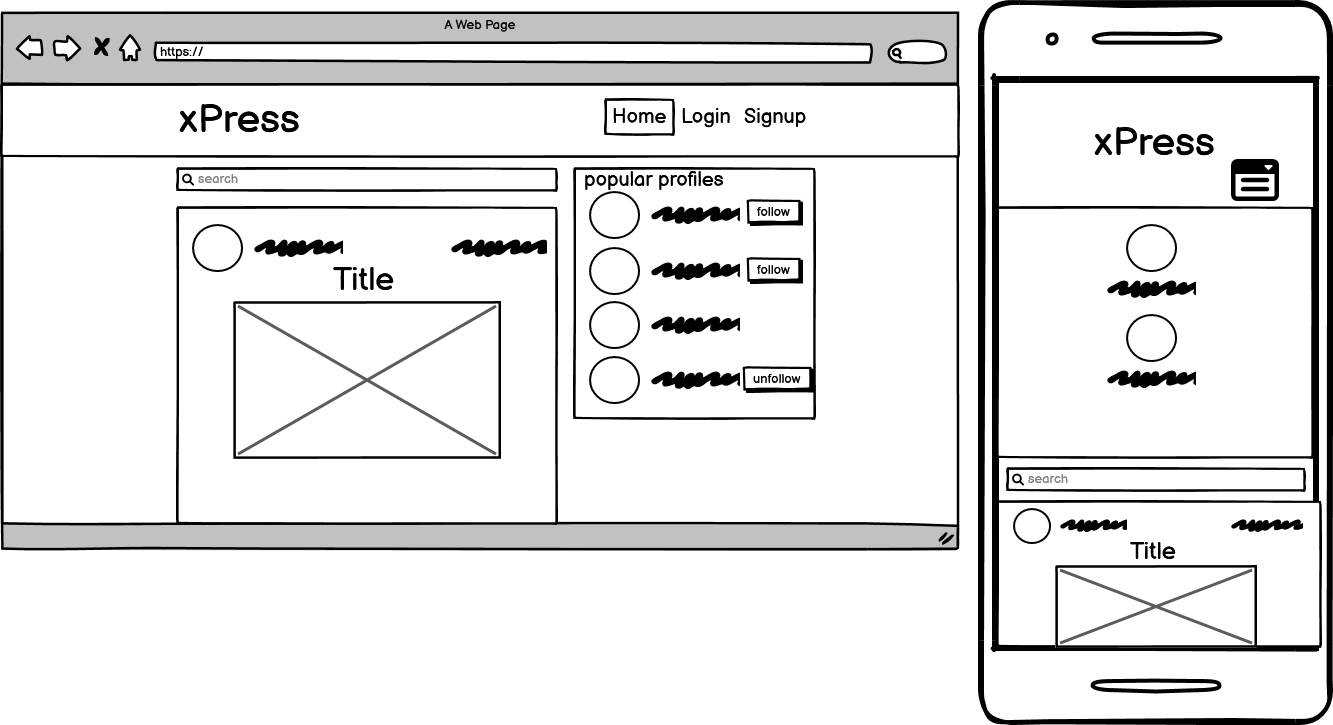 A Web Page
https://
xPress
Home Login Signup
search
popular profiles
follow
follow
unfollow
Title
xPress
search
Title